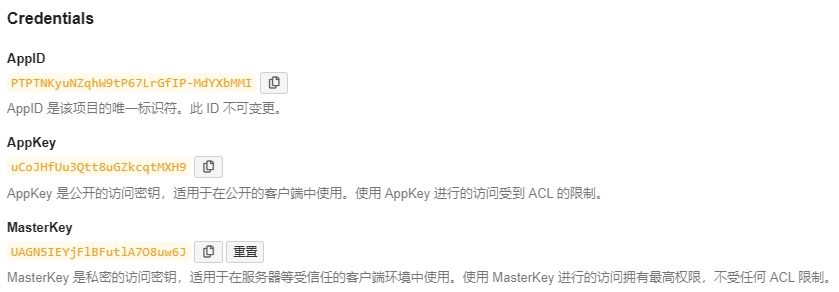 Credentials
AppID
PTPTNKyuNZqhW9tP67LrGfIP-MdYXbMMI
AppID 是该项目的唯一标识符。此 ID 不可变更。
AppKey
uCoJHfUu3Qtt8uGZkcqtMXH9
AppKey 是公开的访问密钥，适用于在公开的客户端中使用。使用 AppKey 进行的访问受到 ACL 的限制。
MasterKey
UAGN5IEYjFlBFutlA7O8uw6J 重置
MasterKey 是私密的访问密钥，适用于在服务器等受信任的客户端环境中使用。使用 MasterKey 进行的访问拥有最高权限，不受任何 ACL 限制。